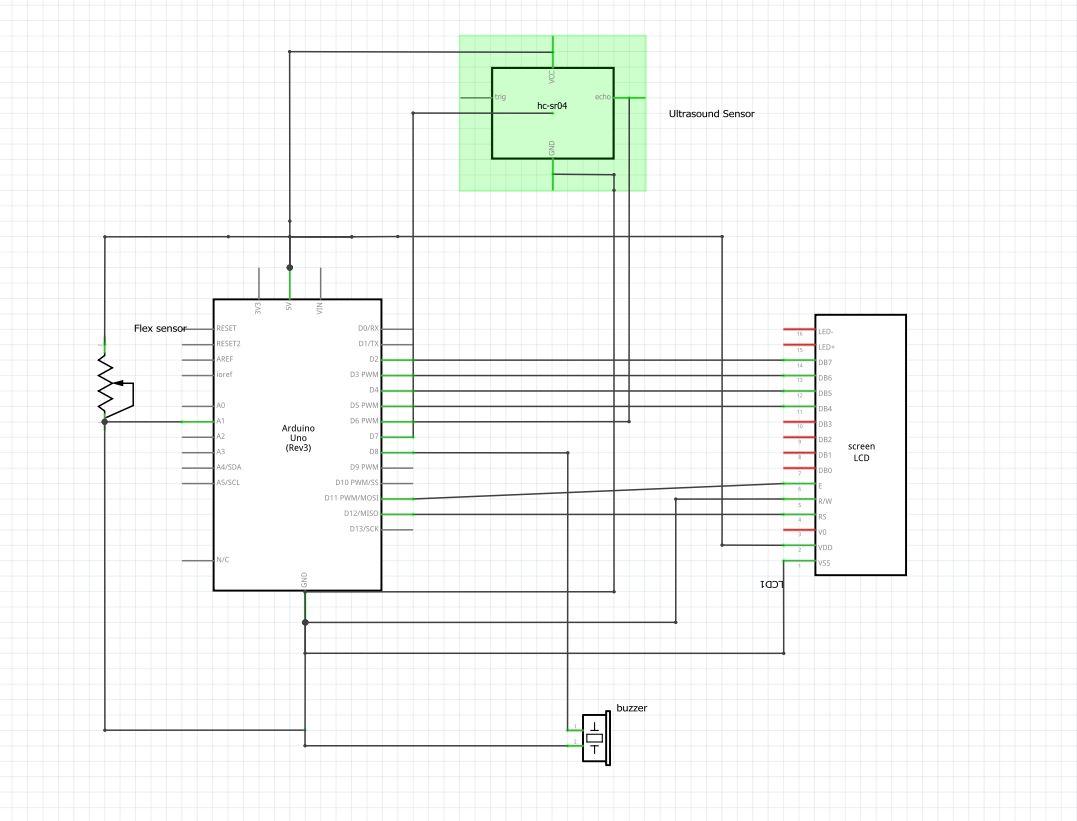 VCC
trig
echo
hc-sr04
Ultrasound Sensor
GND
3V3
5V
VIN
Flex sensor
RESET
D0/RX
LED-
16
RESET2
D1/TX
LED+
15
AREF
D2
DB7
14
ioref
D3 PWM
DB6
13
D4
DB5
12
A0
D5 PWM
DB4
11
A1
D6 PWM
DB3
10
Arduino
Uno
(Rev3)
A2
D7
DB2
9
screen
LCD
A3
D8
DB1
8
A4/SDA
D9 PWM
DB0
7
A5/SCL
D10 PWM/SS
E
6
D11 PWM/MOSI
R/W
5
D12/MISO
RS
4
D13/SCK
V0
3
VDD
2
N/C
VSS
1
GND
LCD1
buzzer